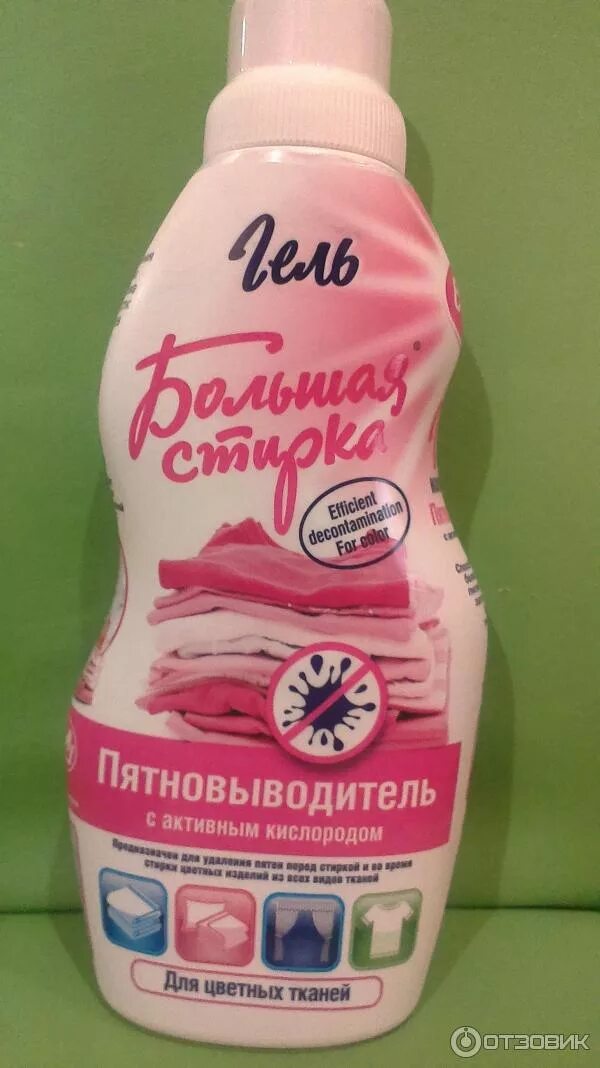 Гель
Большая
стирка
Efficient
decontamination
For color
Пятновыводитель
с активным кислородом
Предназначен для удаления пятен перед стиркой и во время
стирки цветных изделий из всех видов тканей
Для цветных тканей
ОТЗОВИК